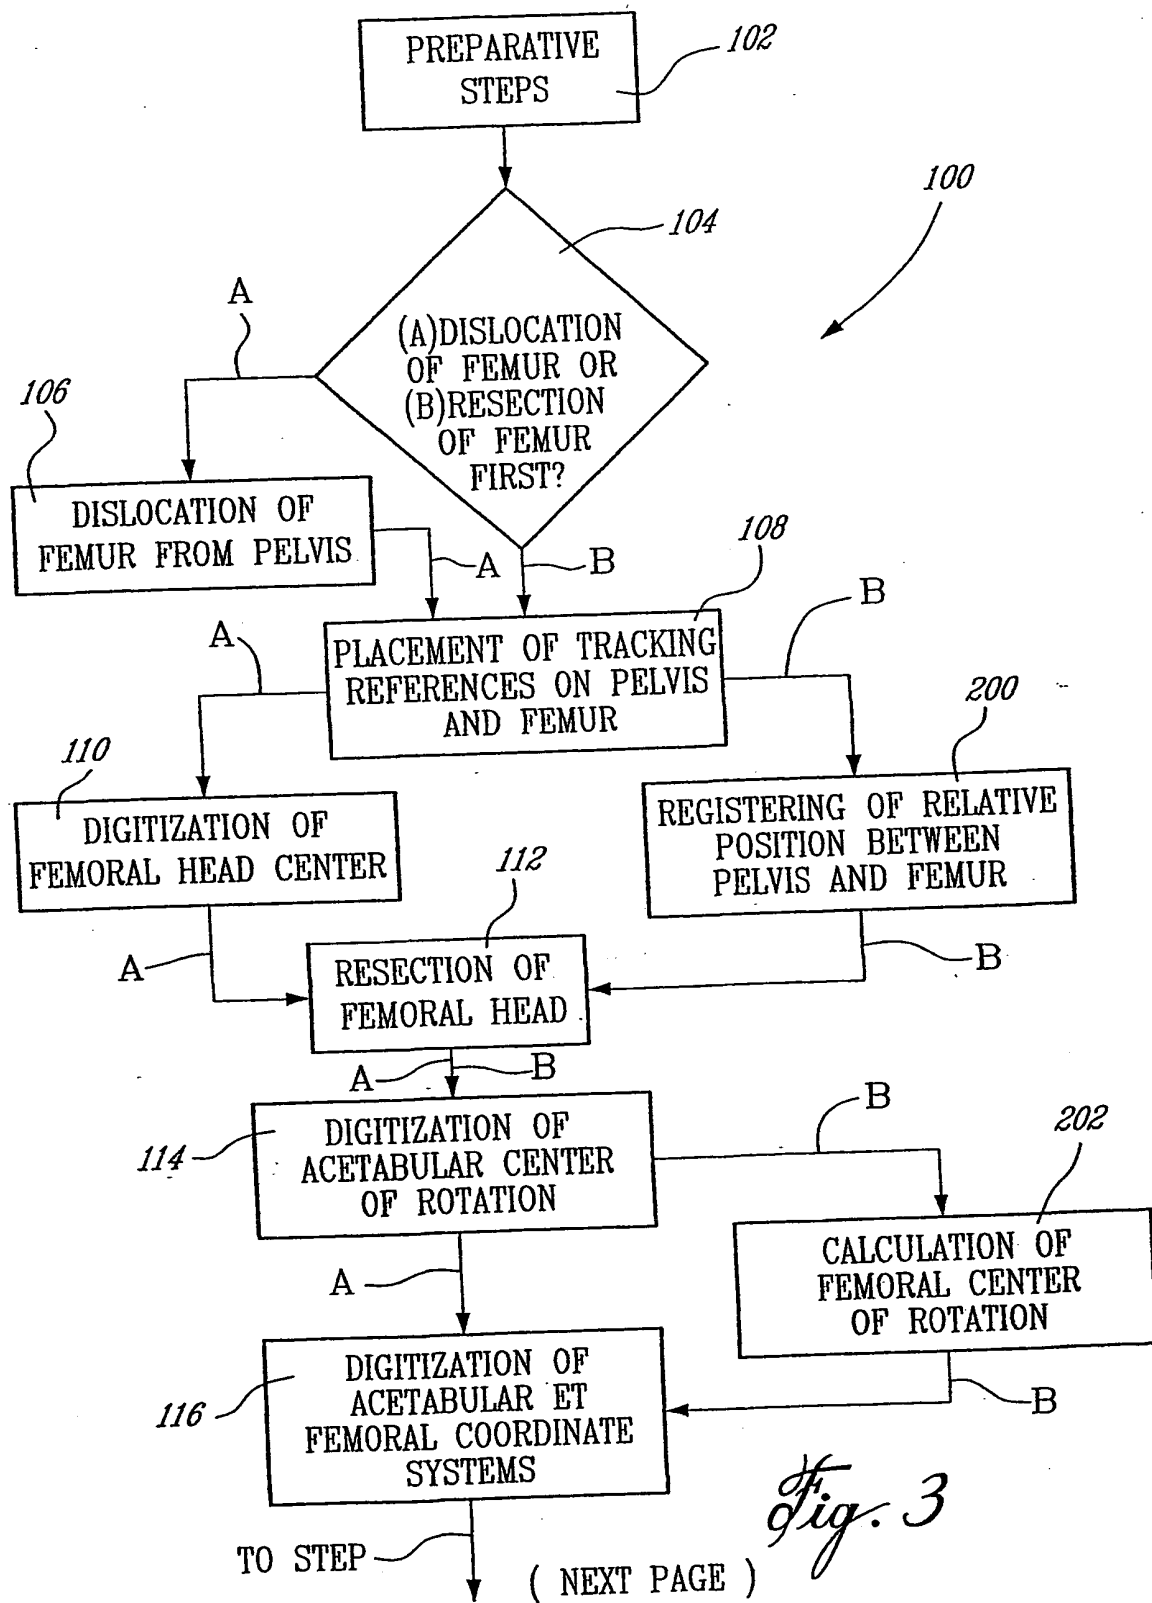 PREPARATIVE
STEPS
102
100
104
A
(A)DISLOCATION
OF FEMUR OR
(B)RESECTION
OF FEMUR
FIRST?
106
DISLOCATION OF
FEMUR FROM PELVIS
A
B
108
A
B
PLACEMENT OF TRACKING
REFERENCES ON PELVIS
AND FEMUR
200
110
DIGITIZATION OF
FEMORAL HEAD CENTER
REGISTERING OF RELATIVE
POSITION BETWEEN
PELVIS AND FEMUR
112
A
B
RESECTION OF
FEMORAL HEAD
A
B
B
202
114
DIGITIZATION OF
ACETABULAR CENTER
OF ROTATION
CALCULATION OF
FEMORAL CENTER
OF ROTATION
A
B
116
DIGITIZATION OF
ACETABULAR ET
FEMORAL COORDINATE
SYSTEMS
Fig. 3
TO STEP
( NEXT PAGE )